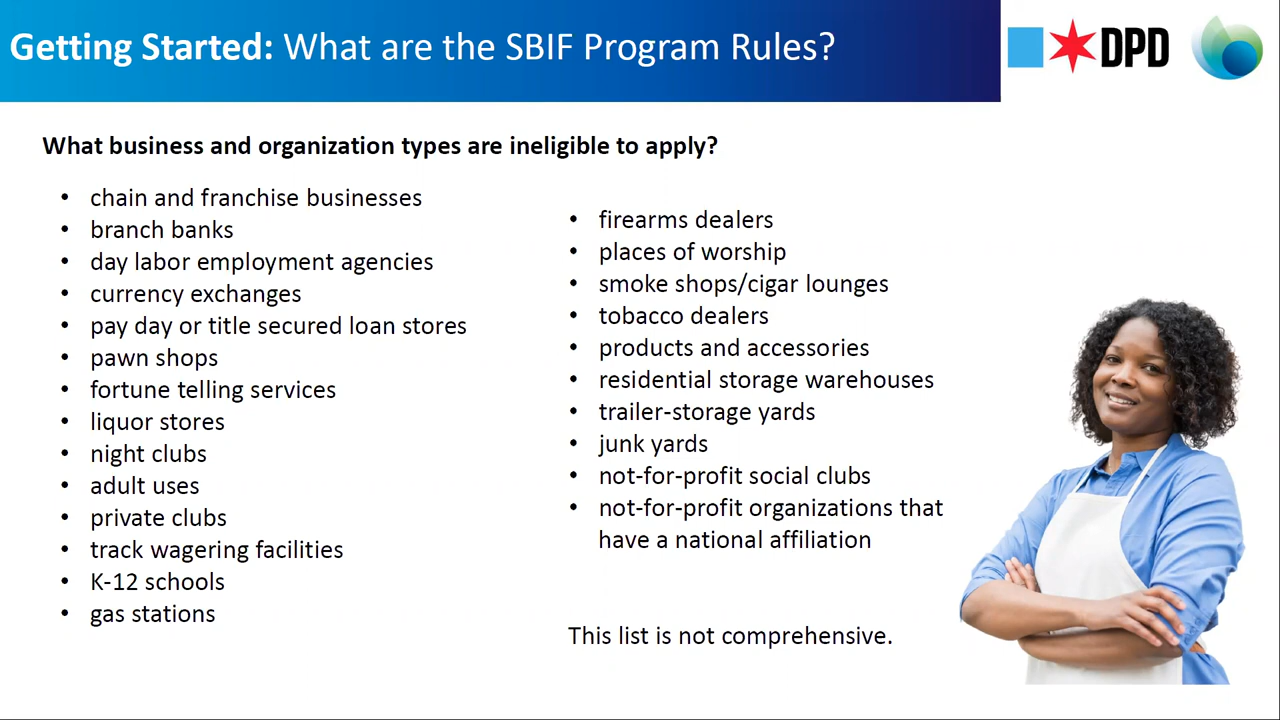 Getting Started: What are the SBIF Program Rules?
DPD
What business and organization types are ineligible to apply?
• chain and franchise businesses
• branch banks
• day labor employment agencies
• currency exchanges
• pay day or title secured loan stores
• pawn shops
• fortune telling services
• liquor stores
• night clubs
• adult uses
• private clubs
• track wagering facilities
• K-12 schools
• gas stations
• firearms dealers
• places of worship
• smoke shops/cigar lounges
• tobacco dealers
• products and accessories
• residential storage warehouses
• trailer-storage yards
• junk yards
• not-for-profit social clubs
• not-for-profit organizations that
have a national affiliation
This list is not comprehensive.